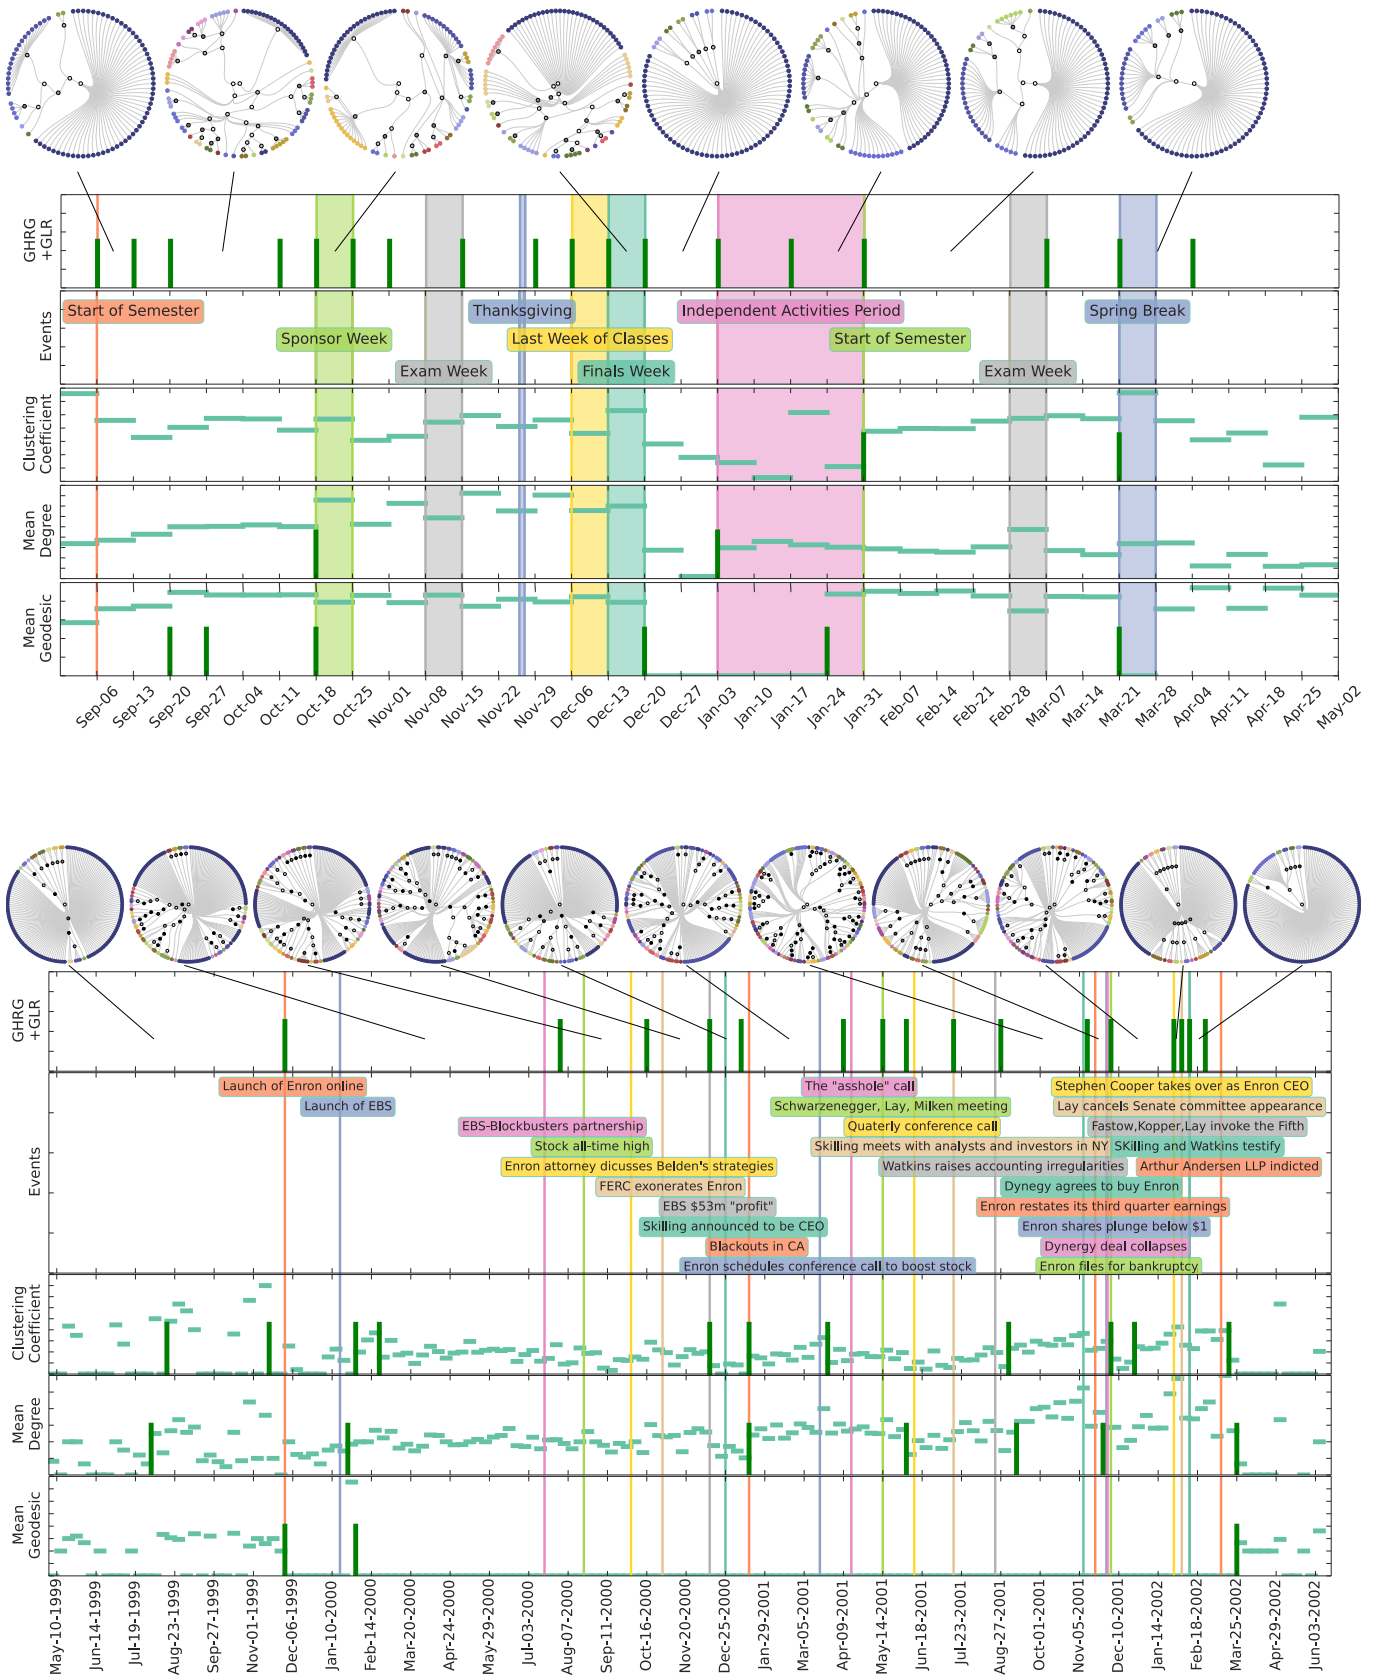 GHRG
+GLR
Events
Start of Semester
Thanksgiving
Independent Activities Period
Spring Break
Sponsor Week
Last Week of Classes
Start of Semester
Exam Week
Finals Week
Exam Week
Clustering
Coefficient
Mean
Degree
Mean
Geodesic
Sep-06
Sep-13
Sep-20
Sep-27
Oct-04
Oct-11
Oct-18
Oct-25
Nov-01
Nov-08
Nov-15
Nov-22
Nov-29
Dec-06
Dec-13
Dec-20
Dec-27
Jan-03
Jan-10
Jan-17
Jan-24
Jan-31
Feb-07
Feb-14
Feb-21
Feb-28
Mar-07
Mar-14
Mar-21
Mar-28
Apr-04
Apr-11
Apr-18
Apr-25
May-02
GHRG
+GLR
Events
Launch of Enron online
The "asshole" call
Stephen Cooper takes over as Enron CEO
Launch of EBS
Schwarzenegger, Lay, Milken meeting
Lay cancels Senate committee appearance
EBS-Blockbusters partnership
Quaterly conference call
Fastow,Kopper,Lay invoke the Fifth
Stock all-time high
Skilling meets with analysts and investors in NY
SKilling and Watkins testify
Enron attorney dicusses Belden's strategies
Watkins raises accounting irregularities
Arthur Andersen LLP indicted
FERC exonerates Enron
Dynegy agrees to buy Enron
EBS $53m "profit"
Enron restates its third quarter earnings
Skilling announced to be CEO
Enron shares plunge below $1
Blackouts in CA
Dynergy deal collapses
Enron schedules conference call to boost stock
Enron files for bankruptcy
Clustering
Coefficient
Mean
Degree
Mean
Geodesic
May-10-1999
Jun-14-1999
Jul-19-1999
Aug-23-1999
Sep-27-1999
Nov-01-1999
Dec-06-1999
Jan-10-2000
Feb-14-2000
Mar-20-2000
Apr-24-2000
May-29-2000
Jul-03-2000
Aug-07-2000
Sep-11-2000
Oct-16-2000
Nov-20-2000
Dec-25-2000
Jan-29-2001
Mar-05-2001
Apr-09-2001
May-14-2001
Jun-18-2001
Jul-23-2001
Aug-27-2001
Oct-01-2001
Nov-05-2001
Dec-10-2001
Jan-14-2002
Feb-18-2002
Mar-25-2002
Apr-29-2002
Jun-03-2002